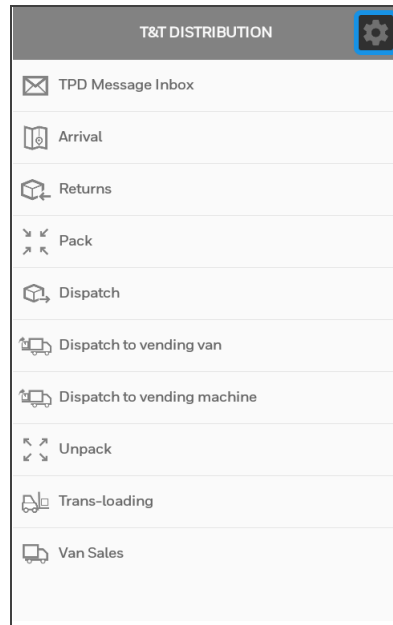 T&T DISTRIBUTION
TPD Message Inbox
Arrival
Returns
Pack
Dispatch
Dispatch to vending van
Dispatch to vending machine
Unpack
Trans-loading
Van Sales